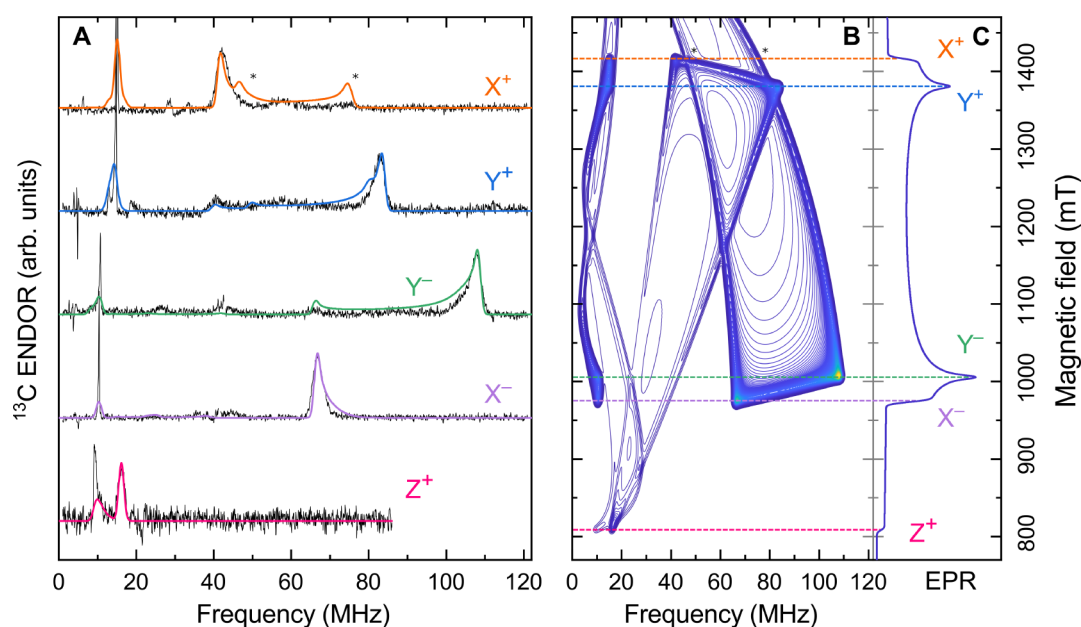 A
B
C
X⁺
*
*
Y⁺
Y⁻
X⁻
Z⁺
¹³C ENDOR (arb. units)
0
20
40
60
80
100
120
Frequency (MHz)
*
*
0
20
40
60
80
100
Frequency (MHz)
X⁺
Y⁺
Y⁻
X⁻
Z⁺
EPR
1400
1300
1200
1100
1000
900
800
Magnetic field (mT)